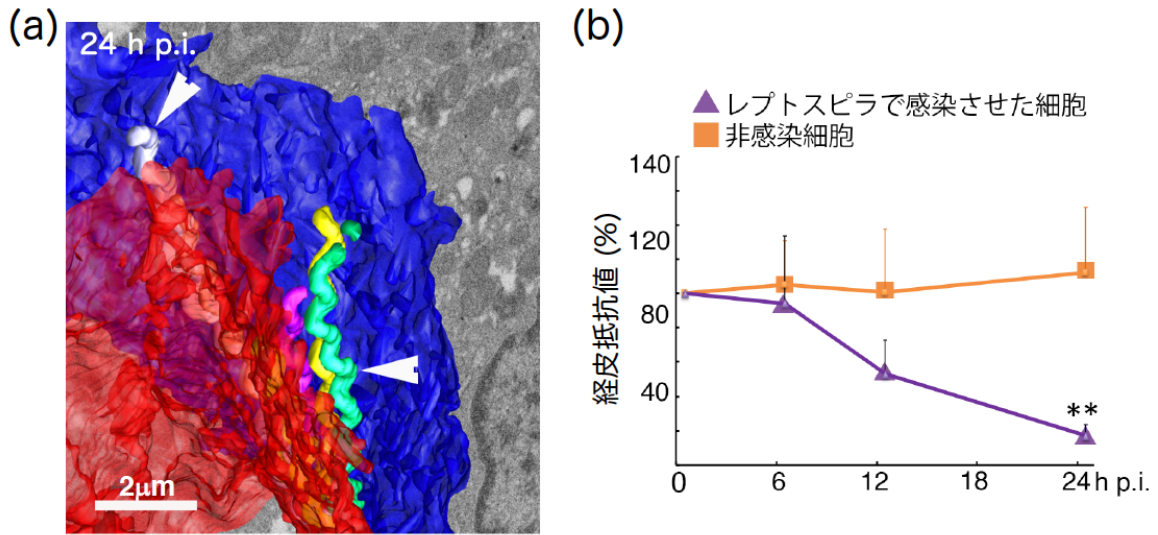 (a)
24 h p.i.
2μm
(b)
レプトスピラで感染させた細胞
非感染細胞
経皮抵抗値 (%)
140
120
80
40
**
0 6 12 24 h p.i.